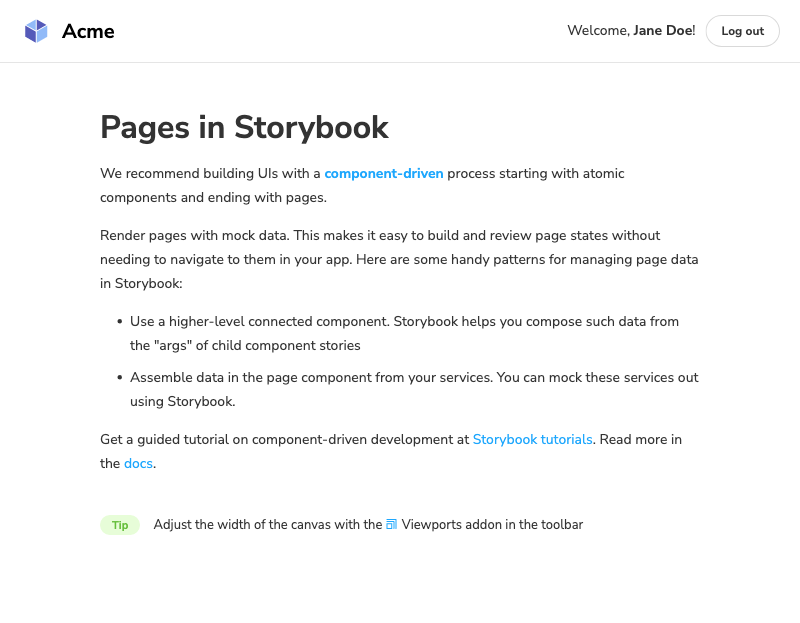 Acme
Welcome, Jane Doe!
Log out
Pages in Storybook
We recommend building UIs with a component-driven process starting with atomic
components and ending with pages.
Render pages with mock data. This makes it easy to build and review page states without
needing to navigate to them in your app. Here are some handy patterns for managing page data
in Storybook:
• Use a higher-level connected component. Storybook helps you compose such data from
the "args" of child component stories
• Assemble data in the page component from your services. You can mock these services out
using Storybook.
Get a guided tutorial on component-driven development at Storybook tutorials. Read more in
the docs.
Tip
Adjust the width of the canvas with the Viewports addon in the toolbar